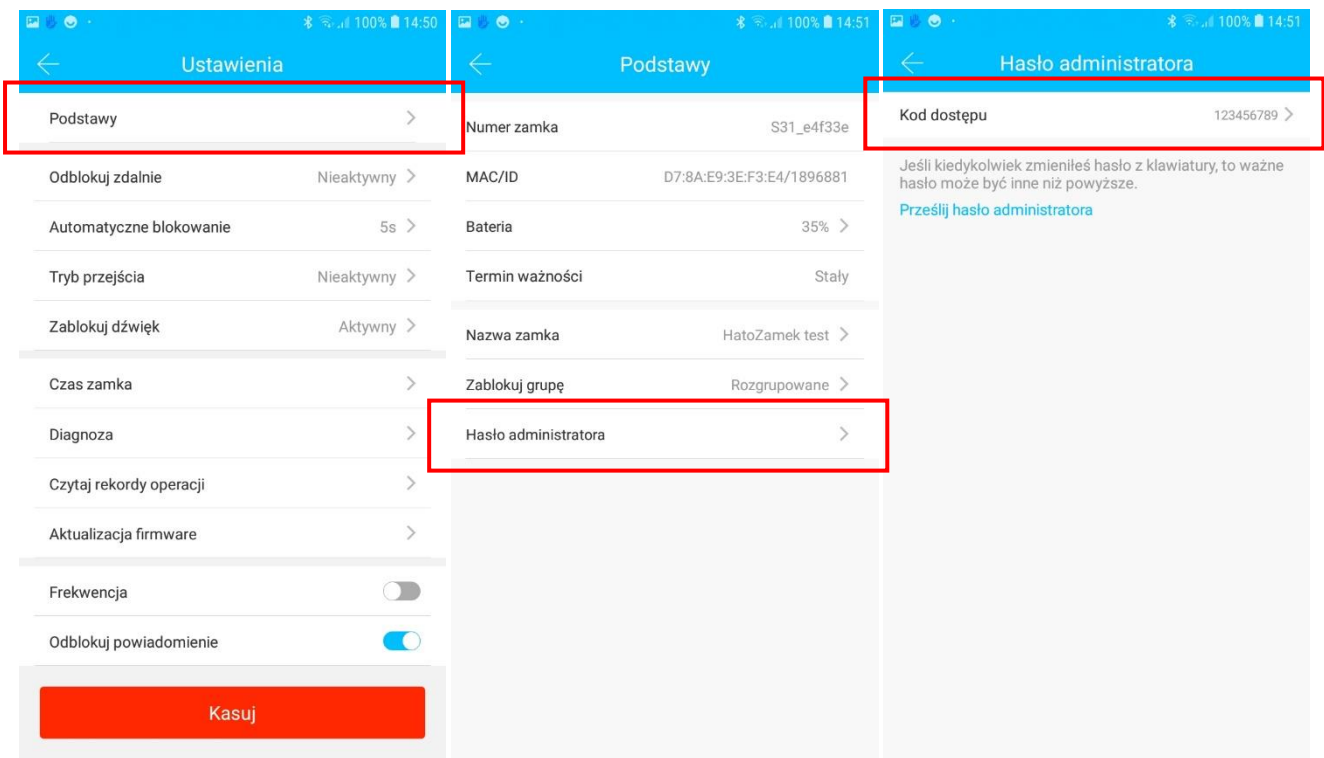 100% 14:50
Ustawienia
Podstawy
Odblokuj zdalnie Nieaktywny
Automatyczne blokowanie 5s
Tryb przejścia Nieaktywny
Zablokuj dźwięk Aktywny
Czas zamka
Diagnoza
Czytaj rekordy operacji
Aktualizacja firmware
Frekwencja
Odblokuj powiadomienie
Kasuj
100% 14:51
Podstawy
Numer zamka S31_e4f33e
MAC/ID D7:8A:E9:3E:F3:E4/1896881
Bateria 35%
Termin ważności Stały
Nazwa zamka HatoZamek test
Zablokuj grupę Rozgrupowane
Hasło administratora
100% 14:51
Hasło administratora
Kod dostępu 123456789
Jeśli kiedykolwiek zmieniłeś hasło z klawiatury, to ważne
hasło może być inne niż powyższe.
Prześlij hasło administratora